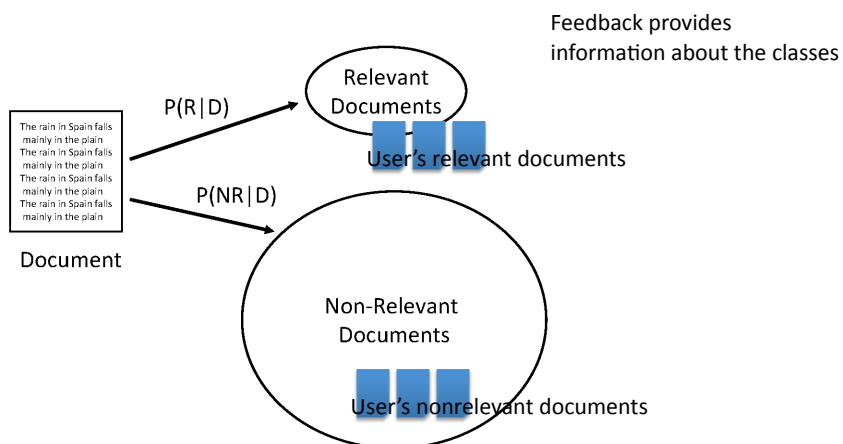 Feedback provides
information about the classes
Relevant
Documents
P(R|D)
The rain in Spain falls
mainly in the plain
The rain in Spain falls
mainly in the plain
The rain in Spain falls
mainly in the plain
The rain in Spain falls
mainly in the plain
User's relevant documents
P(NR|D)
Document
Non-Relevant
Documents
User's nonrelevant documents